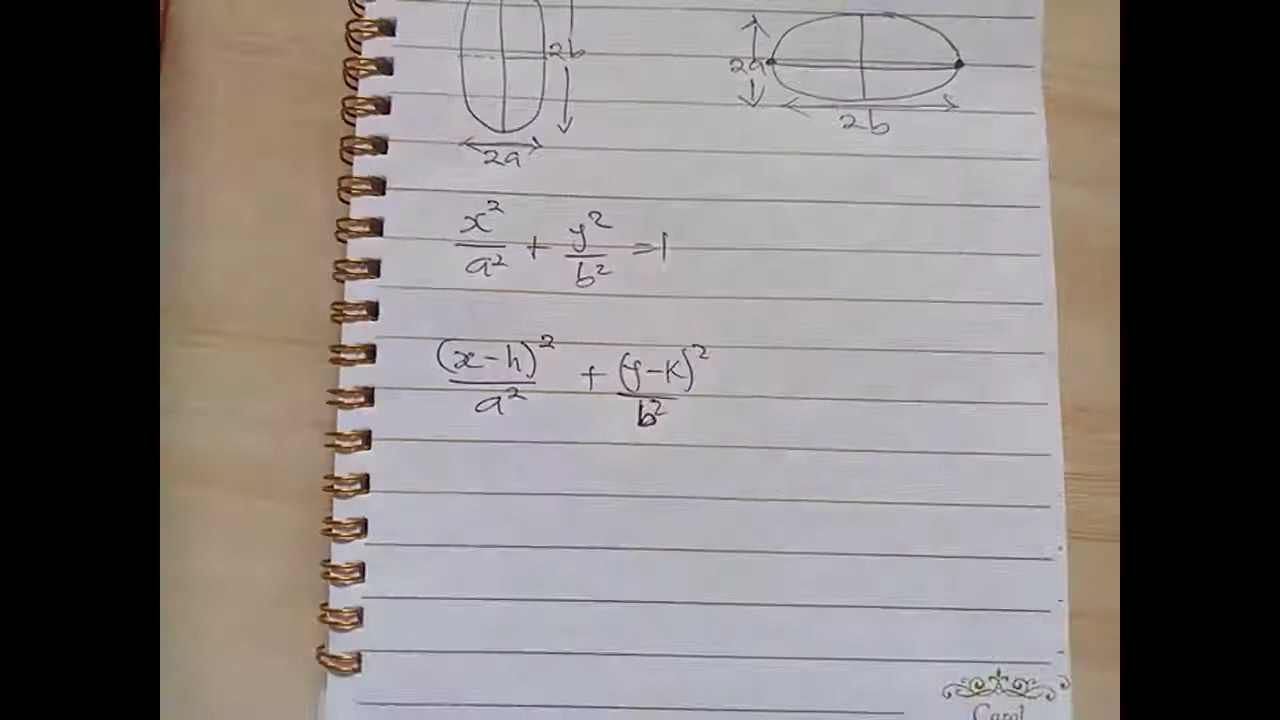 2b
2a
2a
2b
x²/a² + y²/b² = 1
(x-h)²/a² + (y-k)²/b²
Carol